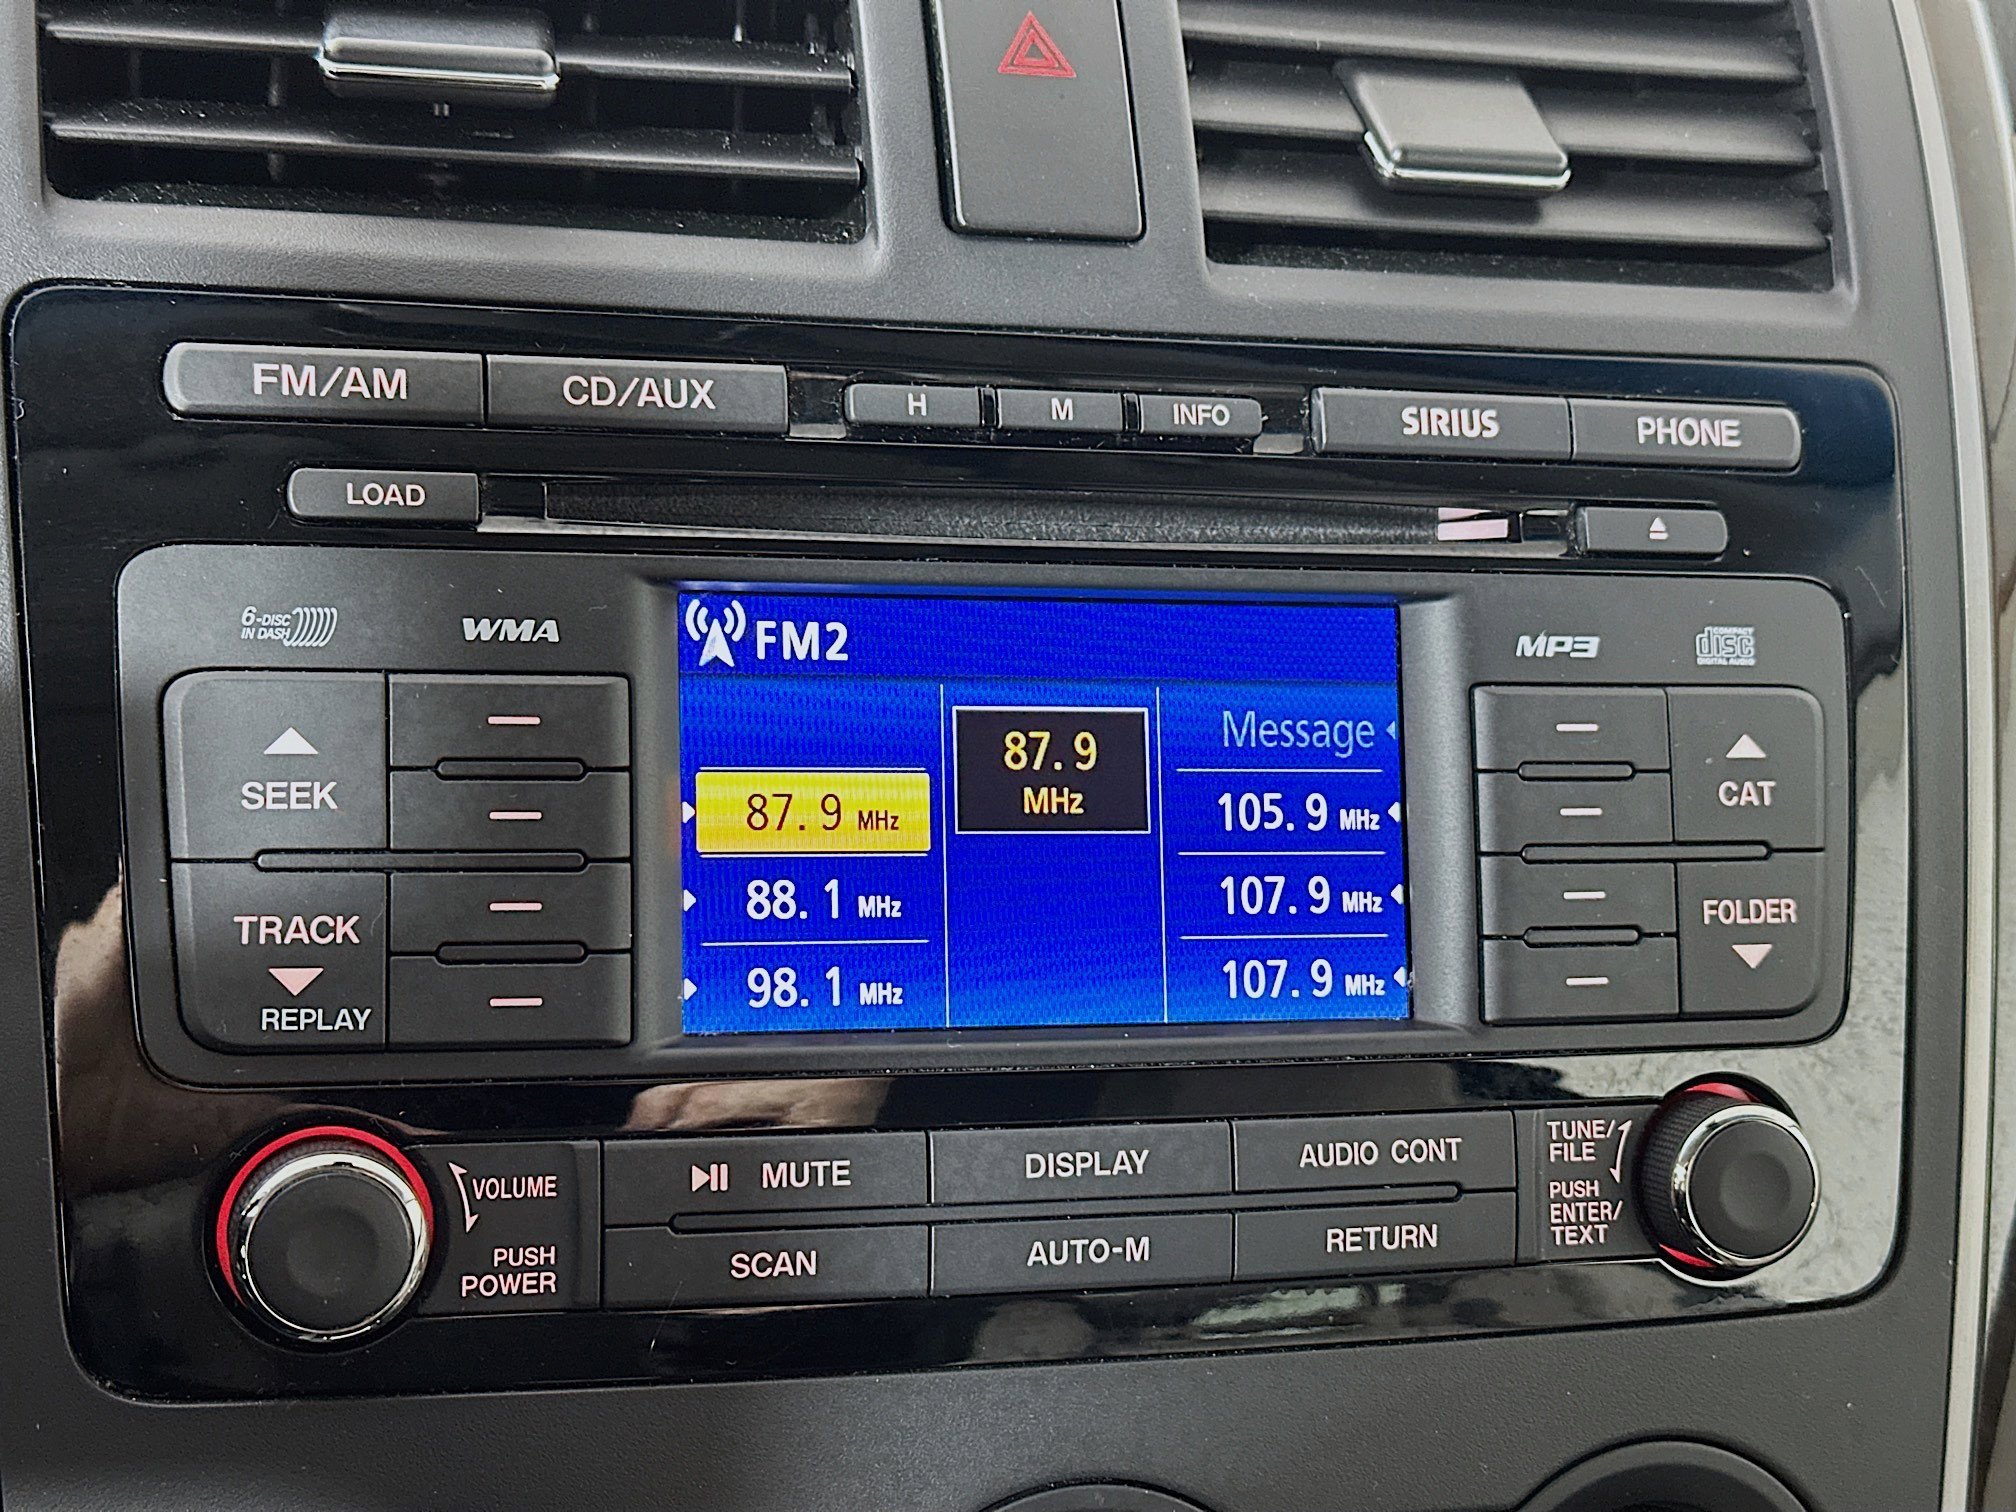 FM/AM
CD/AUX
H
M
INFO
SIRIUS
PHONE
LOAD
6-DISC
IN DASH
WMA
MP3
COMPACT
disc
DIGITAL AUDIO
SEEK
TRACK
REPLAY
FM2
87.9 MHz
88.1 MHz
98.1 MHz
87.9
MHz
Message
105.9 MHz
107.9 MHz
107.9 MHz
CAT
FOLDER
VOLUME
PUSH
POWER
MUTE
DISPLAY
AUDIO CONT
SCAN
AUTO-M
RETURN
TUNE/
FILE
PUSH
ENTER/
TEXT